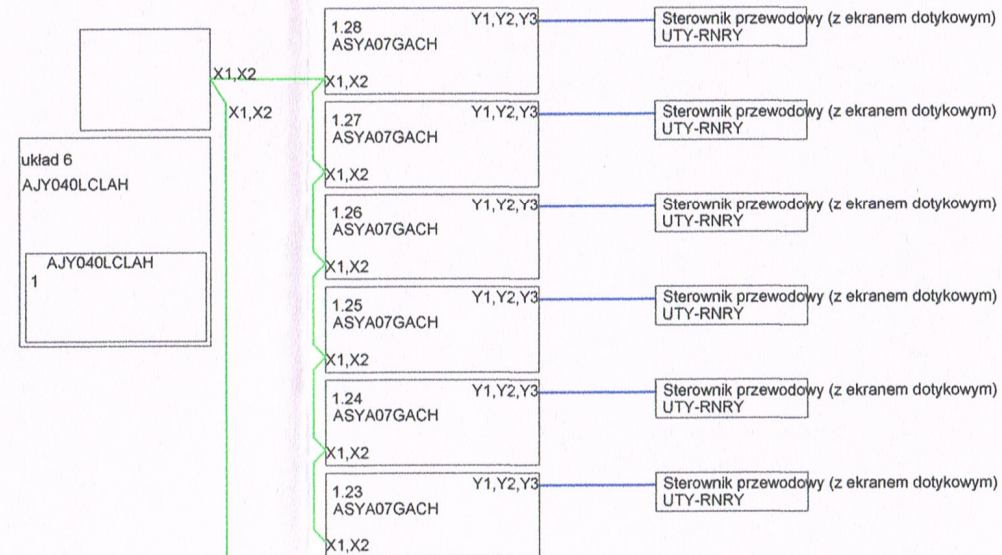 X1,X2
X1,X2
układ 6
AJY040LCLAH
AJY040LCLAH
1
1.28 Y1,Y2,Y3
ASYA07GACH
X1,X2
Sterownik przewodowy (z ekranem dotykowym)
UTY-RNRY
1.27 Y1,Y2,Y3
ASYA07GACH
X1,X2
Sterownik przewodowy (z ekranem dotykowym)
UTY-RNRY
1.26 Y1,Y2,Y3
ASYA07GACH
X1,X2
Sterownik przewodowy (z ekranem dotykowym)
UTY-RNRY
1.25 Y1,Y2,Y3
ASYA07GACH
X1,X2
Sterownik przewodowy (z ekranem dotykowym)
UTY-RNRY
1.24 Y1,Y2,Y3
ASYA07GACH
X1,X2
Sterownik przewodowy (z ekranem dotykowym)
UTY-RNRY
1.23 Y1,Y2,Y3
ASYA07GACH
X1,X2
Sterownik przewodowy (z ekranem dotykowym)
UTY-RNRY